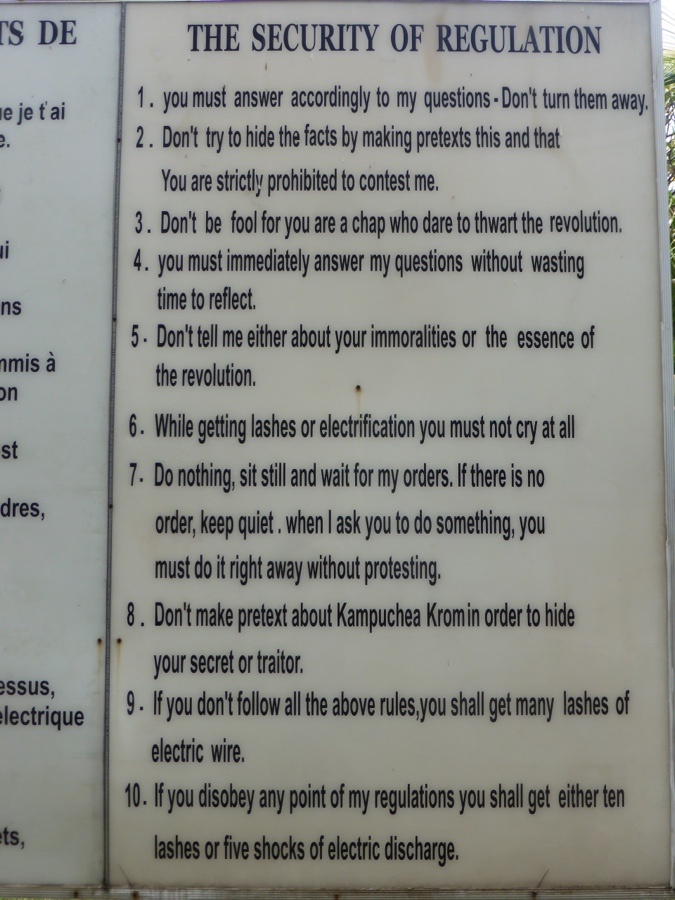 TS DE
ue je t'ai
e.
ui
ns
mmis à
on
est
dres,
essus,
electrique
ets,
THE SECURITY OF REGULATION
1. you must answer accordingly to my questions-Don't turn them away.
2. Don't try to hide the facts by making pretexts this and that
You are strictly prohibited to contest me.
3. Don't be fool for you are a chap who dare to thwart the revolution.
4. you must immediately answer my questions without wasting
time to reflect.
5. Don't tell me either about your immoralities or the essence of
the revolution.
6. While getting lashes or electrification you must not cry at all
7. Do nothing, sit still and wait for my orders. If there is no
order, keep quiet. when I ask you to do something, you
must do it right away without protesting.
8. Don't make pretext about Kampuchea Krom in order to hide
your secret or traitor.
9. If you don't follow all the above rules,you shall get many lashes of
electric wire.
10. If you disobey any point of my regulations you shall get either ten
lashes or five shocks of electric discharge.